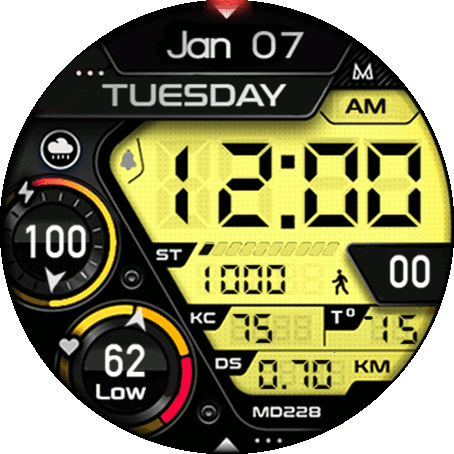 Jan 07
TUESDAY
AM
12:00
ST
1000
00
100
KC 75
T° -15
62
Low
DS 0.70 KM
MD228